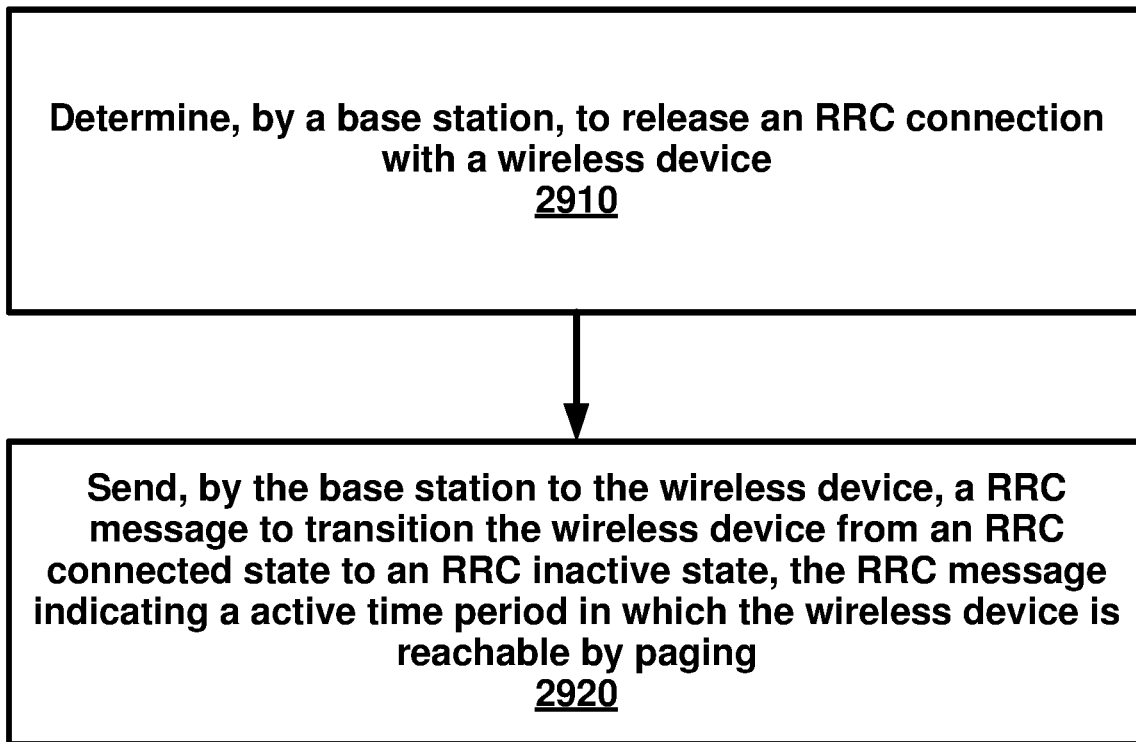 Determine, by a base station, to release an RRC connection
with a wireless device
2910
Send, by the base station to the wireless device, a RRC
message to transition the wireless device from an RRC
connected state to an RRC inactive state, the RRC message
indicating a active time period in which the wireless device is
reachable by paging
2920